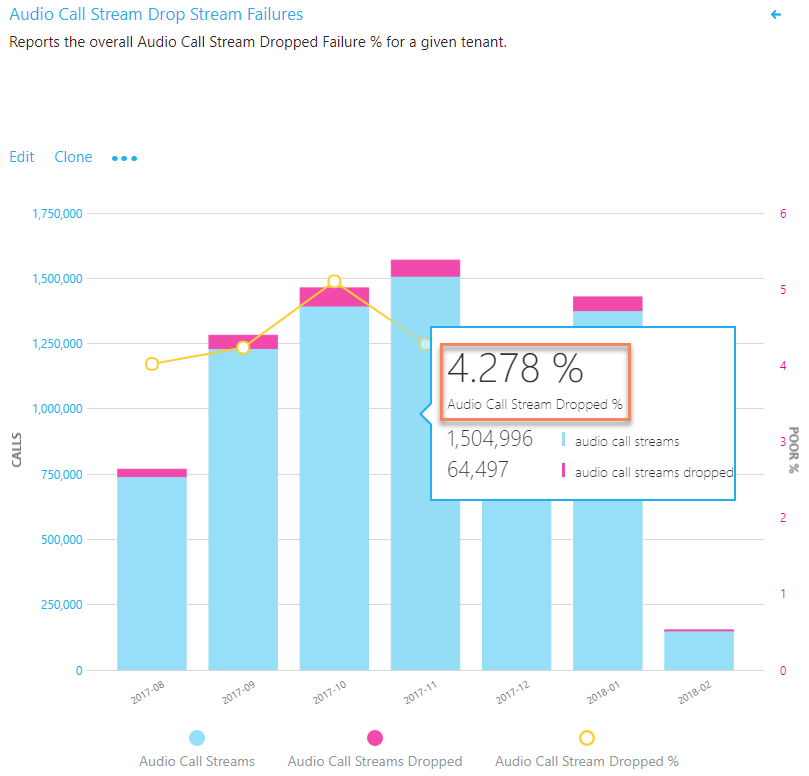 Audio Call Stream Drop Stream Failures
Reports the overall Audio Call Stream Dropped Failure % for a given tenant.
Edit Clone
1,750,000 6
1,500,000 5
1,250,000 4
4.278 %
Audio Call Stream Dropped %
1,000,000
1,504,996 audio call streams
CALLS 3 POOR %
64,497 audio call streams dropped
750,000
500,000 2
250,000 1
0 0
2017-08 2017-09 2017-10 2017-11 2017-12 2018-01 2018-02
Audio Call Streams Audio Call Streams Dropped Audio Call Stream Dropped %